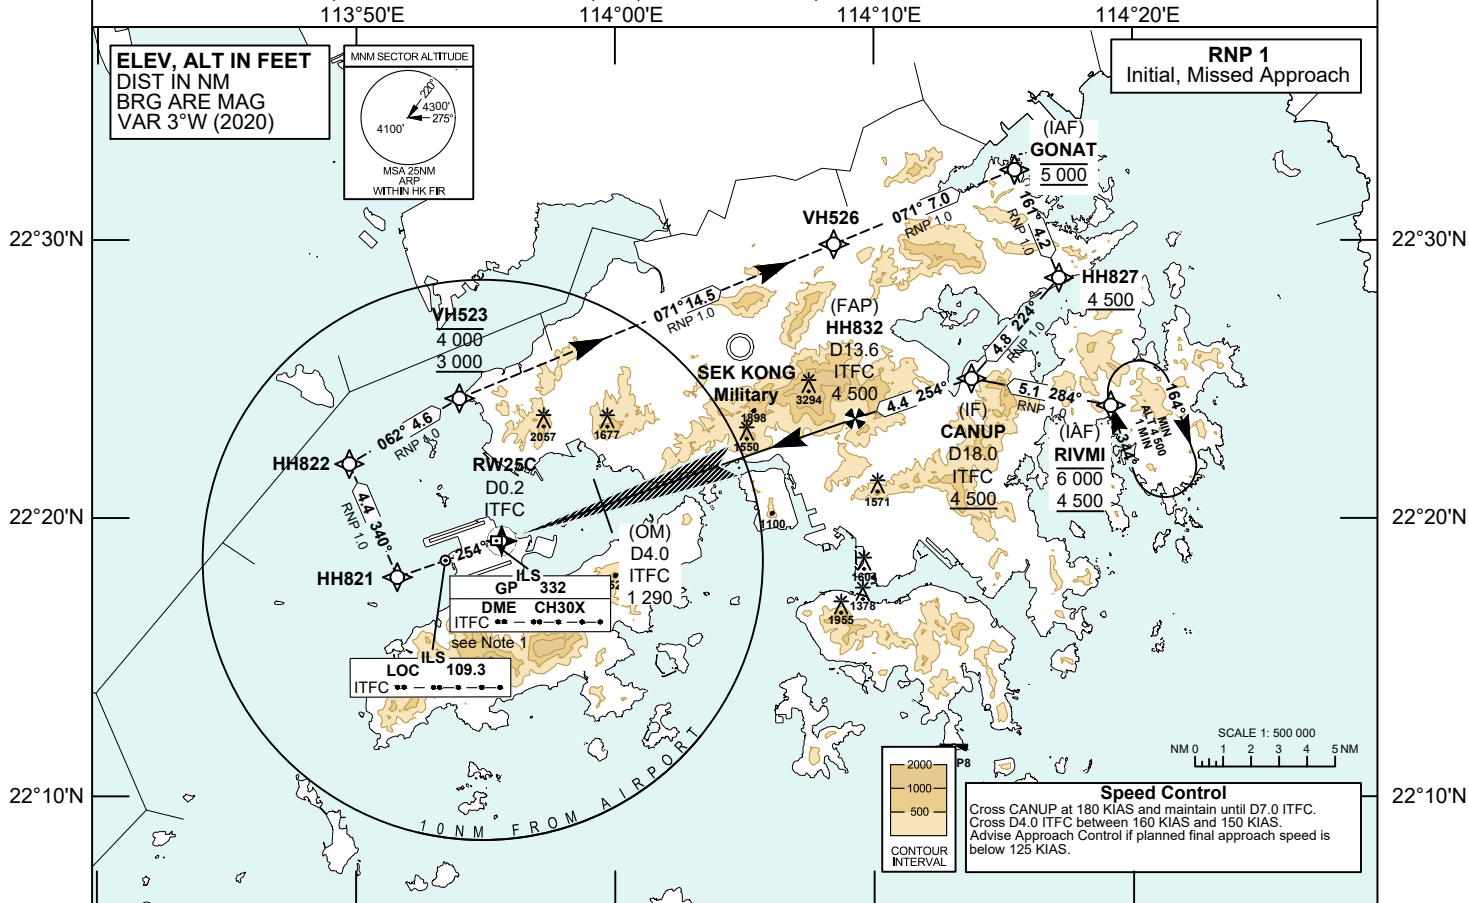 113°50'E
114°00'E
114°10'E
114°20'E
ELEV, ALT IN FEET
DIST IN NM
BRG ARE MAG
VAR 3°W (2020)
MNM SECTOR ALTITUDE
220°
4300'
275°
4100'
MSA 25NM
ARP
WITHIN HK FIR
RNP 1
Initial, Missed Approach
(IAF)
GONAT
5 000
22°30'N
22°30'N
VH526
071° 7.0
RNP 1.0
161° 4.2
RNP 1.0
HH827
4 500
071° 14.5
RNP 1.0
VH523
4 000
3 000
(FAP)
HH832
D13.6
ITFC
4 500
4.8 224°
RNP 1.0
SEK KONG
Military
3294
1898
1550
2057
1677
062° 4.6
RNP 1.0
4.4 254°
5.1 284°
RNP 1.0
(IF)
CANUP
D18.0
ITFC
4 500
(IAF)
RIVMI
6 000
4 500
164°
MIN
ALT 4 500
1 MIN
344°
HH822
RW25C
D0.2
ITFC
1571
1100
22°20'N
22°20'N
4.4 340°
RNP 1.0
254°
(OM)
D4.0
ITFC
1 290
HH821
ILS
GP 332
DME CH30X
ITFC
see Note 1
1604
1378
1955
ILS
LOC 109.3
ITFC
10NM FROM AIRPORT
SCALE 1: 500 000
NM 0 1 2 3 4 5 NM
P8
2000
1000
500
CONTOUR
INTERVAL
22°10'N
22°10'N
Speed Control
Cross CANUP at 180 KIAS and maintain until D7.0 ITFC.
Cross D4.0 ITFC between 160 KIAS and 150 KIAS.
Advise Approach Control if planned final approach speed is
below 125 KIAS.